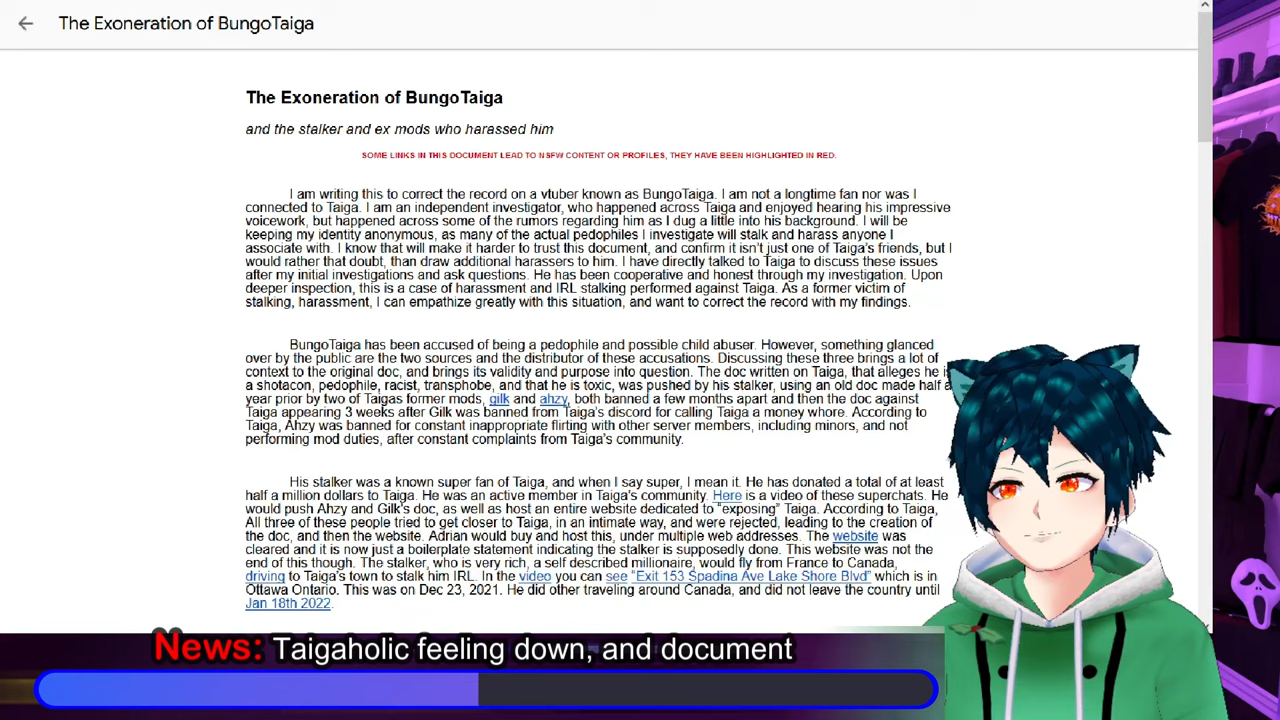 The Exoneration of BungoTaiga
The Exoneration of BungoTaiga
and the stalker and ex mods who harassed him
SOME LINKS IN THIS DOCUMENT LEAD TO NSFW CONTENT OR PROFILES, THEY HAVE BEEN HIGHLIGHTED IN RED.
I am writing this to correct the record on a vtuber known as BungoTaiga. I am not a longtime fan nor was I
connected to Taiga. I am an independent investigator, who happened across Taiga and enjoyed hearing his impressive
voicework, but happened across some of the rumors regarding him as I dug a little into his background. I will be
keeping my identity anonymous, as many of the actual pedophiles I investigate will stalk and harass anyone I
associate with. I know that will make it harder to trust this document, and confirm it isn't just one of Taiga's friends, but I
would rather that doubt, than draw additional harassers to him. I have directly talked to Taiga to discuss these issues
after my initial investigations and ask questions. He has been cooperative and honest through my investigation. Upon
deeper inspection, this is a case of harassment and IRL stalking performed against Taiga. As a former victim of
stalking, harassment, I can empathize greatly with this situation, and want to correct the record with my findings.
BungoTaiga has been accused of being a pedophile and possible child abuser. However, something glanced
over by the public are the two sources and the distributor of these accusations. Discussing these three brings a lot of
context to the original doc, and brings its validity and purpose into question. The doc written on Taiga, that alleges he i
a shotacon, pedophile, racist, transphobe, and that he is toxic, was pushed by his stalker, using an old doc made half a
year prior by two of Taigas former mods, gilk and ahzy, both banned a few months apart and then the doc against
Taiga appearing 3 weeks after Gilk was banned from Taiga's discord for calling Taiga a money whore. According to
Taiga, Ahzy was banned for constant inappropriate flirting with other server members, including minors, and not
performing mod duties, after constant complaints from Taiga's community.
His stalker was a known super fan of Taiga, and when I say super, I mean it. He has donated a total of at least
half a million dollars to Taiga. He was an active member in Taiga's community. Here is a video of these superchats. He
would push Ahzy and Gilk's doc, as well as host an entire website dedicated to "exposing" Taiga. According to Taiga,
All three of these people tried to get closer to Taiga, in an intimate way, and were rejected, leading to the creation of
the doc, and then the website. Adrian would buy and host this, under multiple web addresses. The website was
cleared and it is now just a boilerplate statement indicating the stalker is supposedly done. This website was not the
end of this though. The stalker, who is very rich, a self described millionaire, would fly from France to Canada,
driving to Taiga's town to stalk him IRL. In the video you can see "Exit 153 Spadina Ave Lake Shore Blvd" which is in
Ottawa Ontario. This was on Dec 23, 2021. He did other traveling around Canada, and did not leave the country until
Jan 18th 2022.
News: Taigaholic feeling down, and document